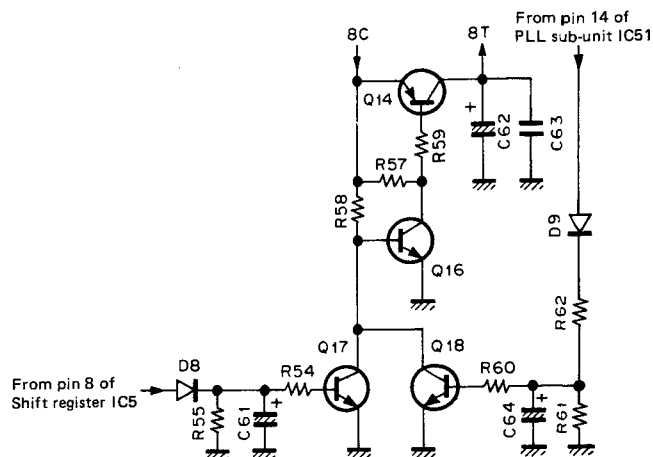 From pin 14 of
PLL sub-unit IC51
8C
8T
Q14
+
C62
C63
R59
R57
R58
D9
Q16
R62
Q17
Q18
D8
R54
R60
From pin 8 of
Shift register IC5
R55
C61
+
C64
+
R61